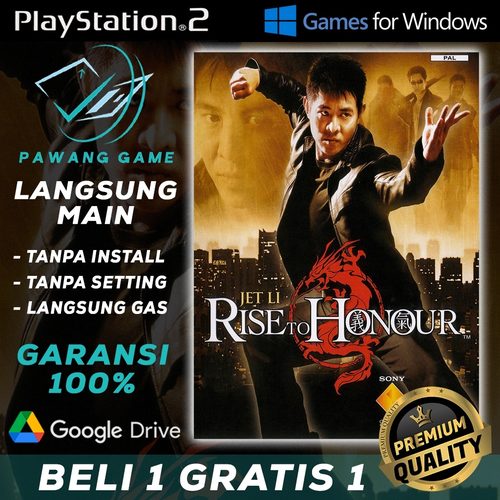 PlayStation®2
Games for Windows
PAL
PAWANG GAME
LANGSUNG
MAIN
- TANPA INSTALL
- TANPA SETTING
- LANGSUNG GAS
GARANSI
100%
Google Drive
JET LI
RISE TO HONOUR™
SONY
PREMIUM
QUALITY
BELI 1 GRATIS 1